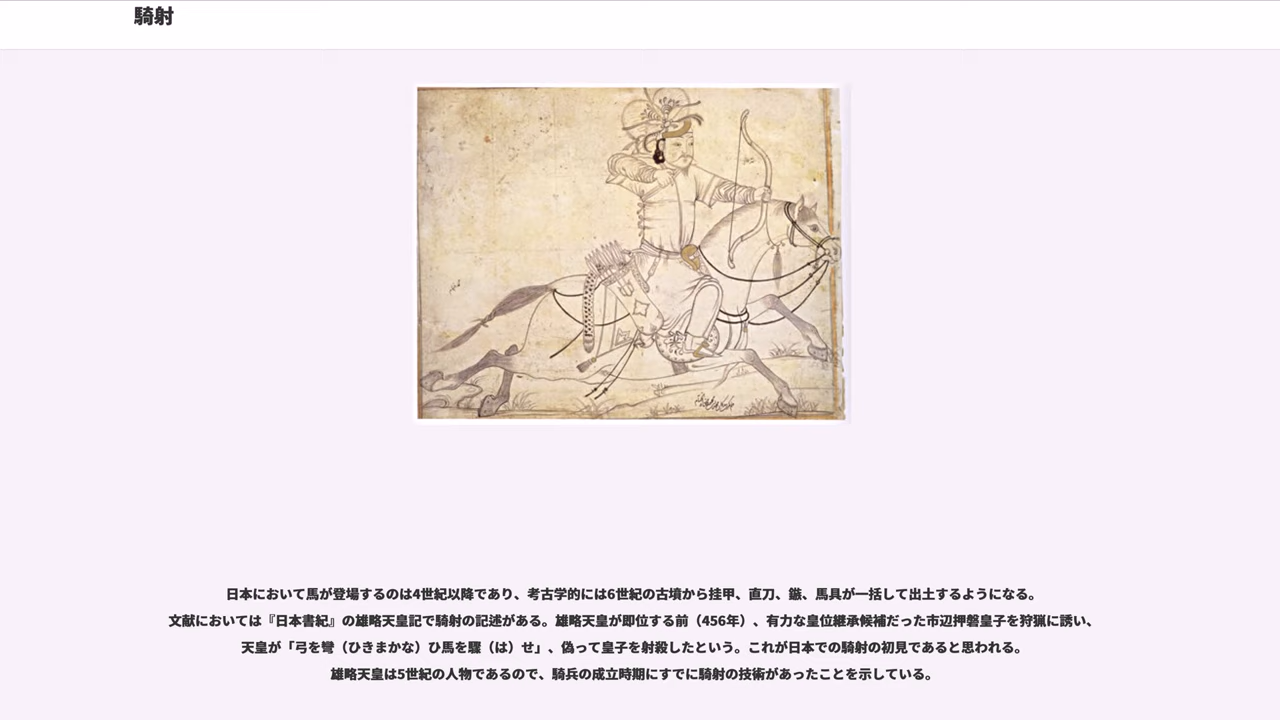 騎射
日本において馬が登場するのは4世紀以降であり、考古学的には6世紀の古墳から挂甲、直刀、鏃、馬具が一括して出土するようになる。
文献においては『日本書紀』の雄略天皇記で騎射の記述がある。雄略天皇が即位する前（456年）、有力な皇位継承候補だった市辺押磐皇子を狩猟に誘い、
天皇が「弓を彎（ひきまかな）ひ馬を驟（は）せ」、偽って皇子を射殺したという。これが日本での騎射の初見であると思われる。
雄略天皇は5世紀の人物であるので、騎兵の成立時期にすでに騎射の技術があったことを示している。